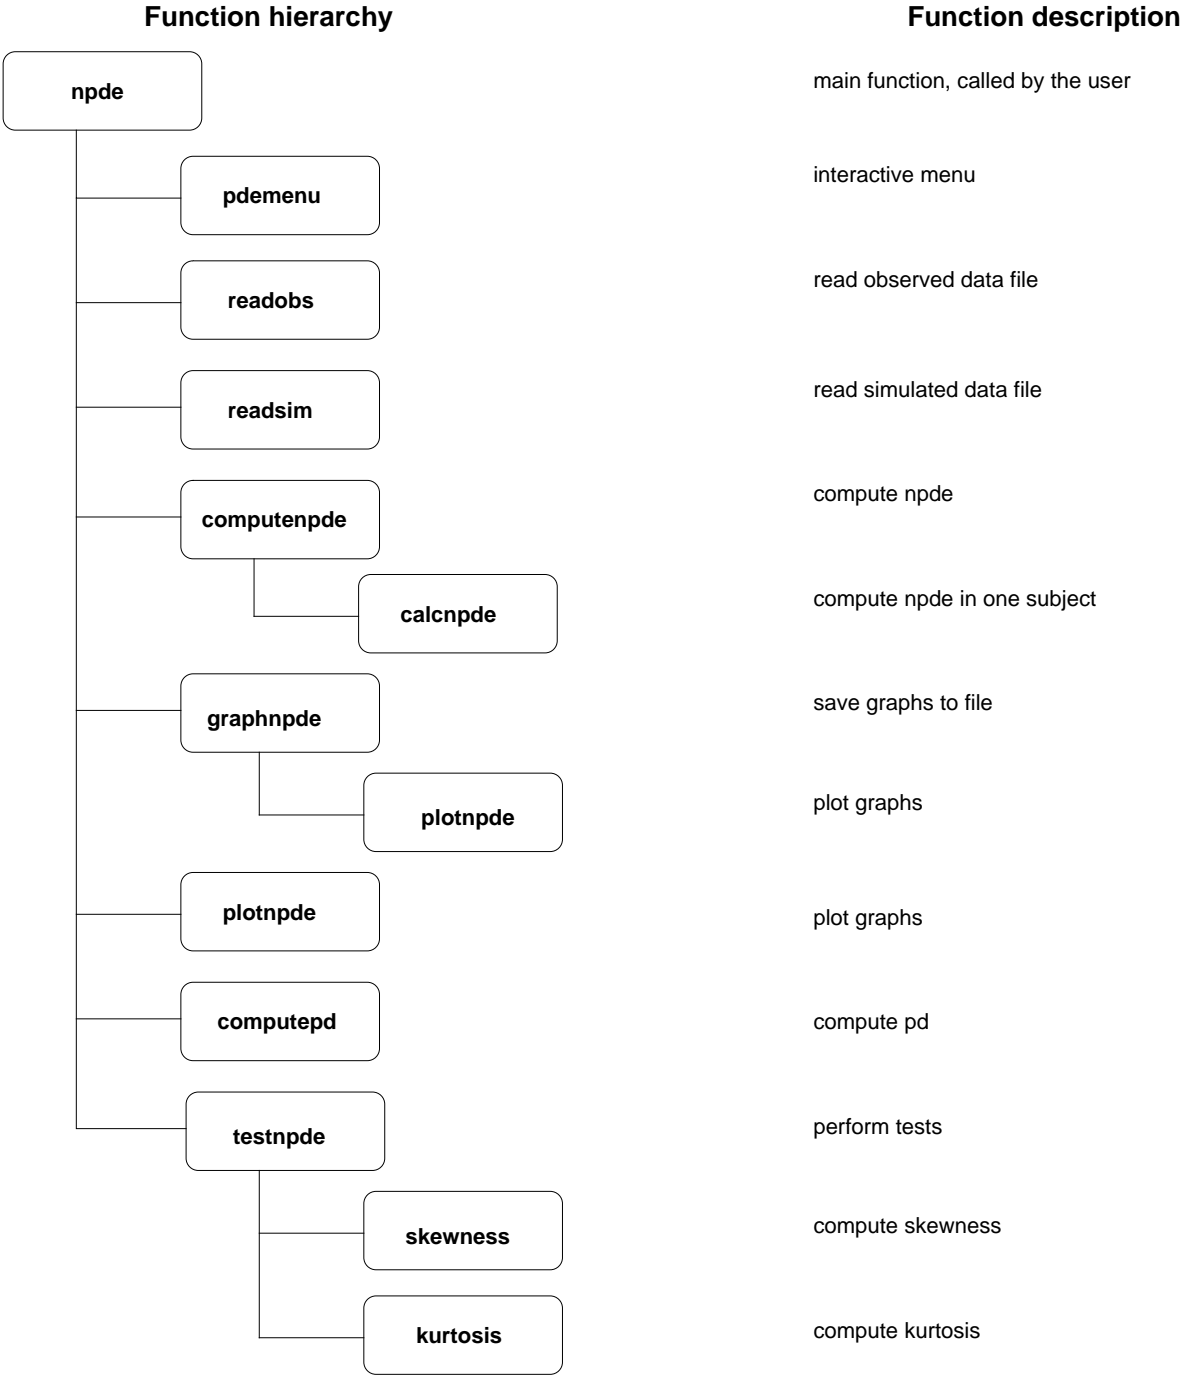 Function hierarchy Function description
npde main function, called by the user
pdemenu interactive menu
readobs read observed data file
readsim read simulated data file
computenpde compute npde
calcnpde compute npde in one subject
graphnpde save graphs to file
plotnpde plot graphs
plotnpde plot graphs
computepd compute pd
testnpde perform tests
skewness compute skewness
kurtosis compute kurtosis